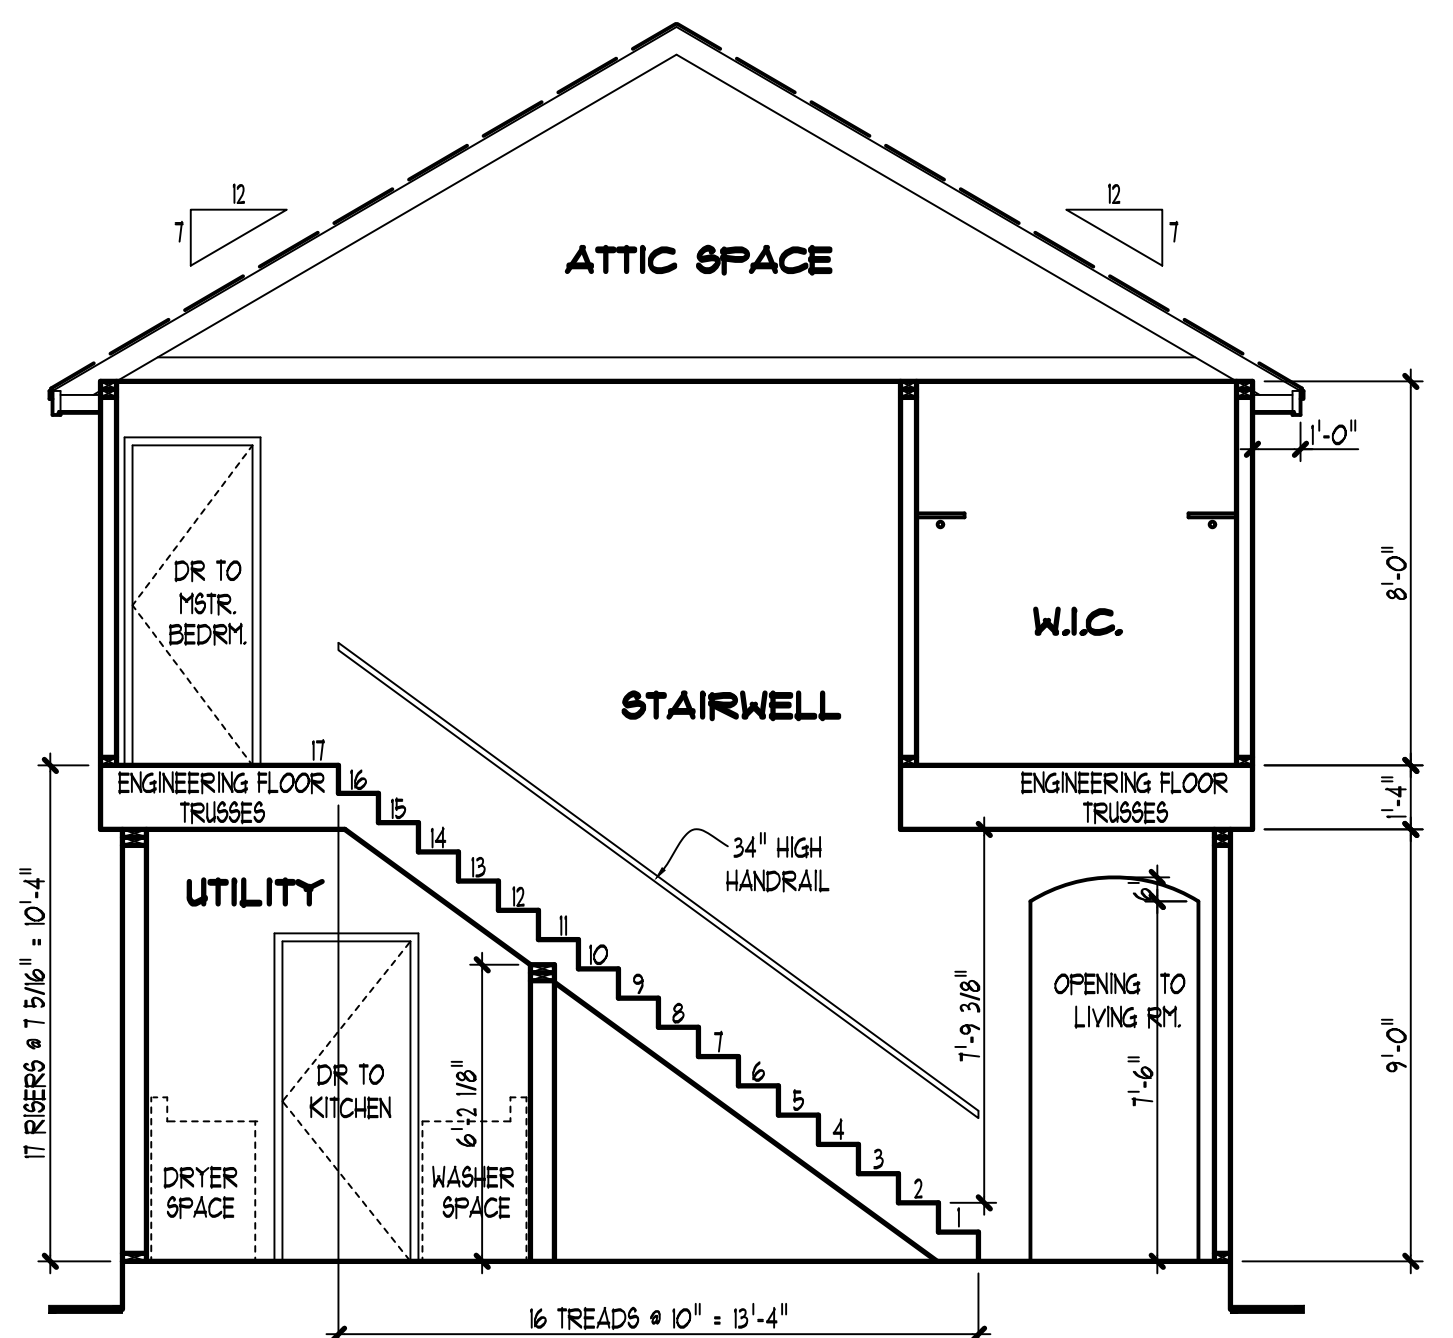 12
7
12
7
ATTIC SPACE
1'-0"
DR TO
MSTR.
BEDRM.
8'-0"
W.I.C.
STAIRWELL
17
ENGINEERING FLOOR
TRUSSES
16
15
14
13
12
11
10
9
8
7
6
5
4
3
2
1
ENGINEERING FLOOR
TRUSSES
1'-4"
34" HIGH
HANDRAIL
UTILITY
6"
17 RISERS @ 7 5/16" = 10'-4"
7'-9 3/8"
OPENING TO
LIVING RM.
9'-0"
7'-6"
DR TO
KITCHEN
6'-2 1/8"
DRYER
SPACE
WASHER
SPACE
16 TREADS @ 10" = 13'-4"